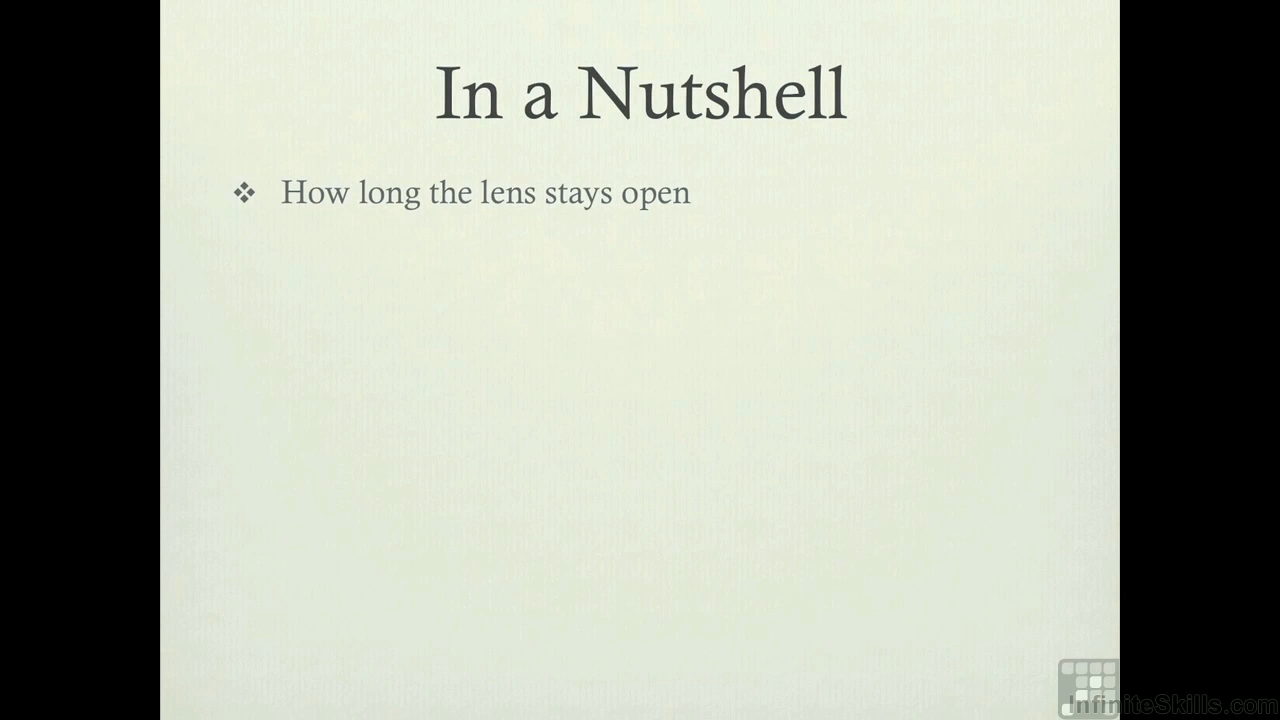 In a Nutshell
❖ How long the lens stays open
InfiniteSkills.com